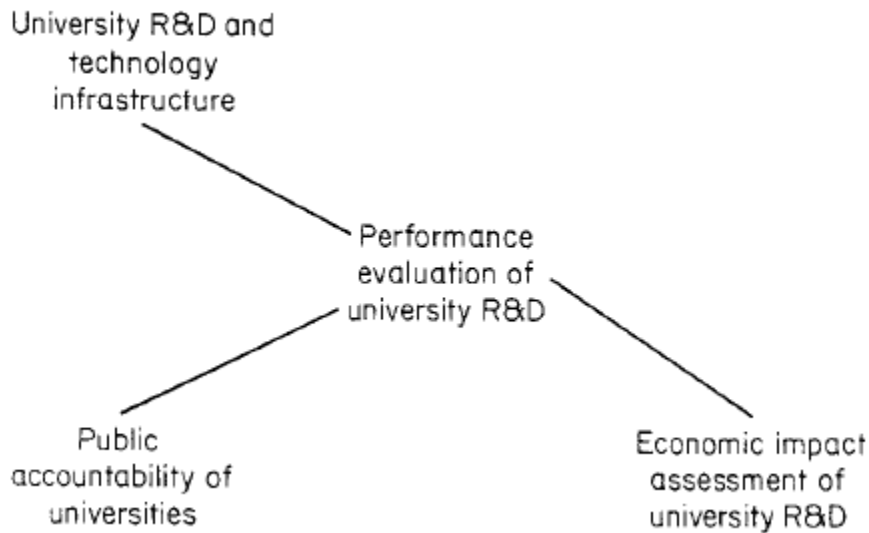 University R&D and
technology
infrastructure
Performance
evaluation of
university R&D
Public
accountability of
universities
Economic impact
assessment of
university R&D